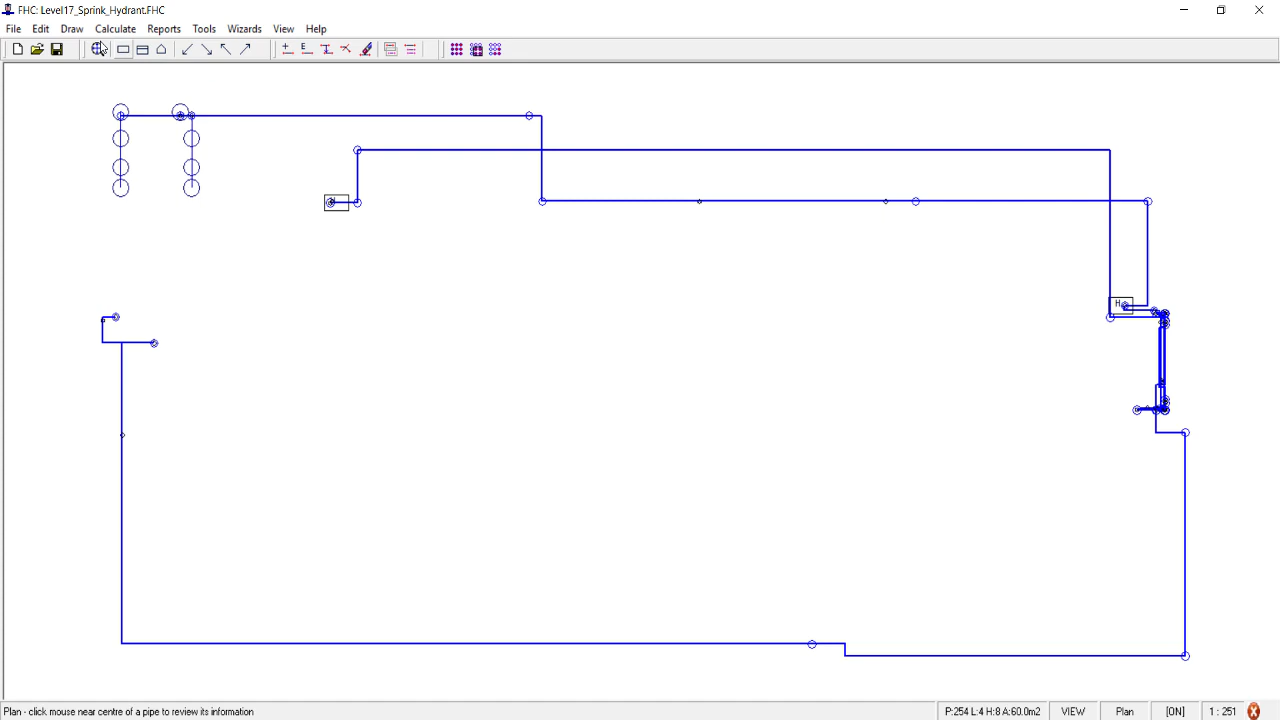 FHC: Level17_Sprink_Hydrant.FHC
File Edit Draw Calculate Reports Tools Wizards View Help
E
H
Plan - click mouse near centre of a pipe to review its information
P:254 L:4 H:8 A:60.0m2 VIEW Plan [ON] 1 : 251